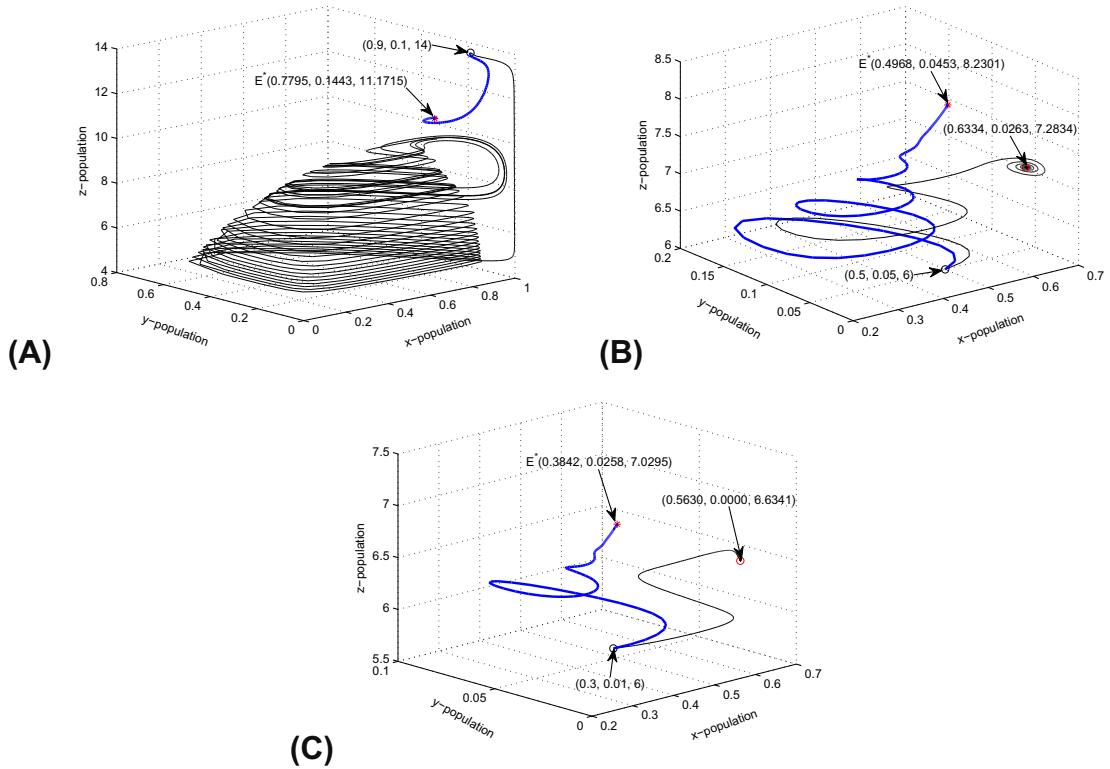 14
12
10
8
6
4
z−population
0.8
0.6
0.4
0.2
0
y−population
0
0.2
0.4
0.6
0.8
1
x−population
(0.9, 0.1, 14)
E*(0.7795, 0.1443, 11.1715)
(A)
8.5
8
7.5
7
6.5
6
z−population
0.2
0.15
0.1
0.05
0
y−population
0.2
0.3
0.4
0.5
0.6
0.7
x−population
E*(0.4968, 0.0453, 8.2301)
(0.6334, 0.0263, 7.2834)
(0.5, 0.05, 6)
(B)
7.5
7
6.5
6
5.5
z−population
0.1
0.05
0
y−population
0.2
0.3
0.4
0.5
0.6
0.7
x−population
E*(0.3842, 0.0258, 7.0295)
(0.5630, 0.0000, 6.6341)
(0.3, 0.01, 6)
(C)